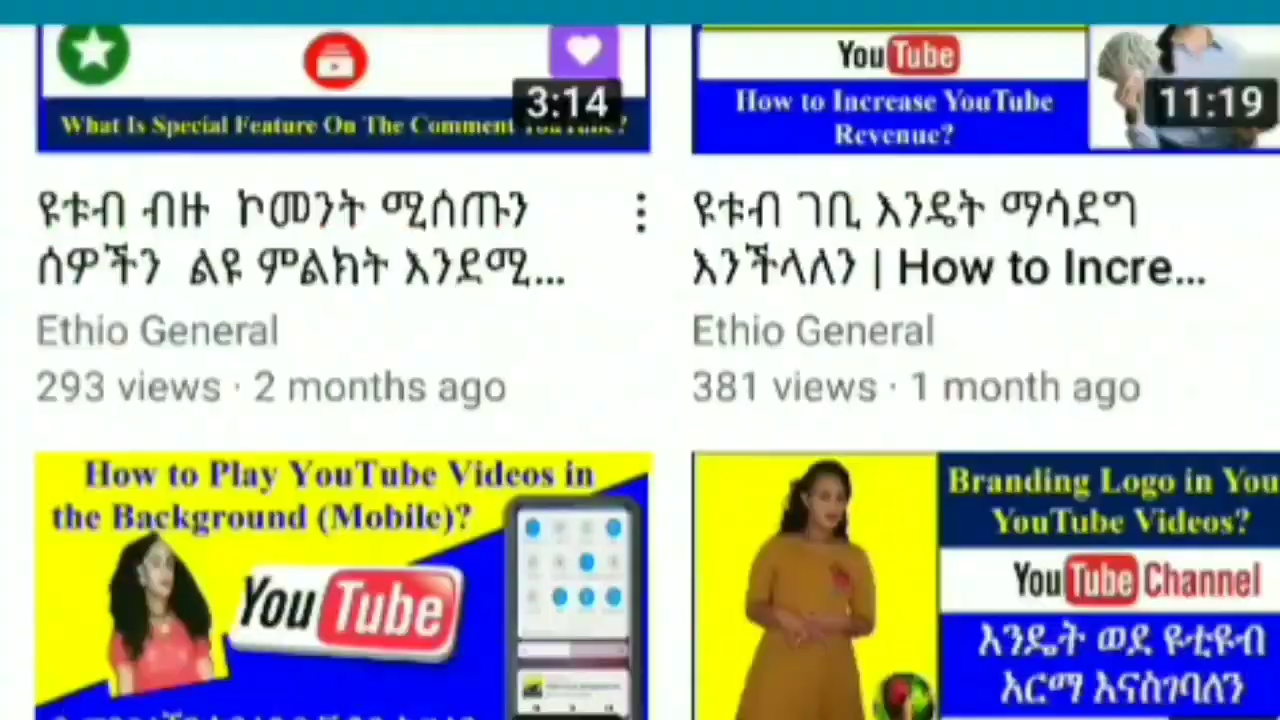 What Is Special Feature On The Comment YouTube?
3:14
YouTube
How to Increase YouTube
Revenue?
11:19
ዩቱብ ብዙ ኮመንት ሚሰጡን
ሰዎችን ልዩ ምልክት እንደሚ...
Ethio General
293 views · 2 months ago
ዩቱብ ገቢ እንዴት ማሳደግ
እንችላለን | How to Incre...
Ethio General
381 views · 1 month ago
How to Play YouTube Videos in
the Background (Mobile)?
YouTube
Branding Logo in You
YouTube Videos?
YouTube Channel
እንዴት ወደ ዩቲዩብ
አርማ እናስገባለን